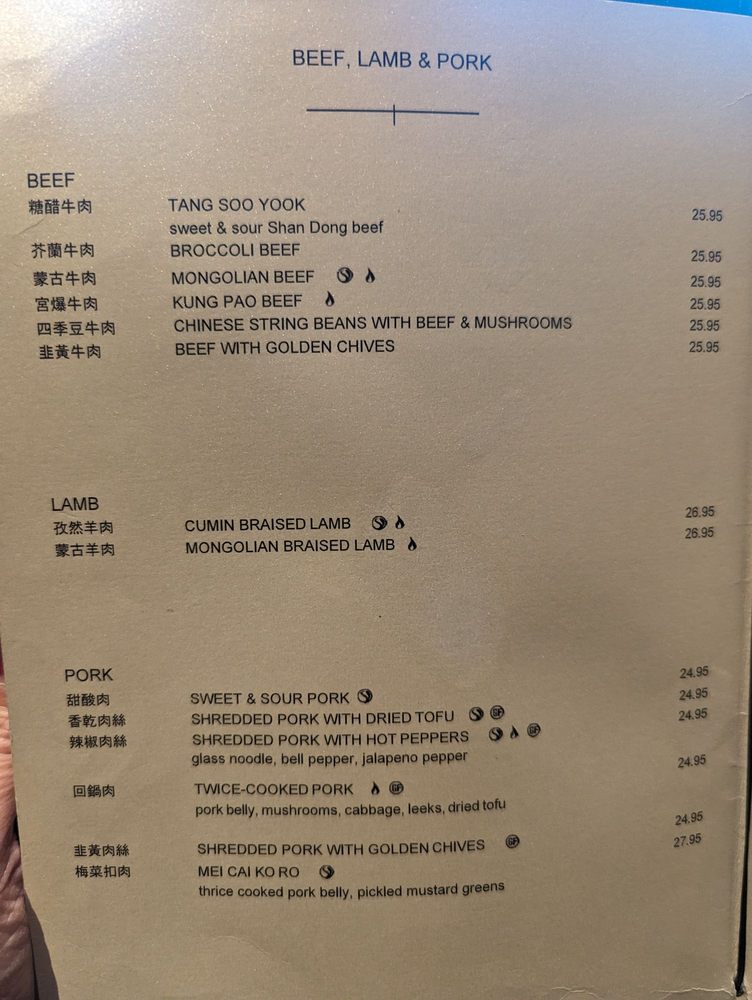 BEEF, LAMB & PORK
BEEF
糖醋牛肉 TANG SOO YOOK 25.95
sweet & sour Shan Dong beef
芥蘭牛肉 BROCCOLI BEEF 25.95
蒙古牛肉 MONGOLIAN BEEF 25.95
宮爆牛肉 KUNG PAO BEEF 25.95
四季豆牛肉 CHINESE STRING BEANS WITH BEEF & MUSHROOMS 25.95
韭黃牛肉 BEEF WITH GOLDEN CHIVES 25.95
LAMB
孜然羊肉 CUMIN BRAISED LAMB 26.95
蒙古羊肉 MONGOLIAN BRAISED LAMB 26.95
PORK
甜酸肉 SWEET & SOUR PORK 24.95
香乾肉絲 SHREDDED PORK WITH DRIED TOFU GF 24.95
辣椒肉絲 SHREDDED PORK WITH HOT PEPPERS GF 24.95
glass noodle, bell pepper, jalapeno pepper
回鍋肉 TWICE-COOKED PORK GF 24.95
pork belly, mushrooms, cabbage, leeks, dried tofu
韭黃肉絲 SHREDDED PORK WITH GOLDEN CHIVES GF 24.95
梅菜扣肉 MEI CAI KO RO 27.95
thrice cooked pork belly, pickled mustard greens